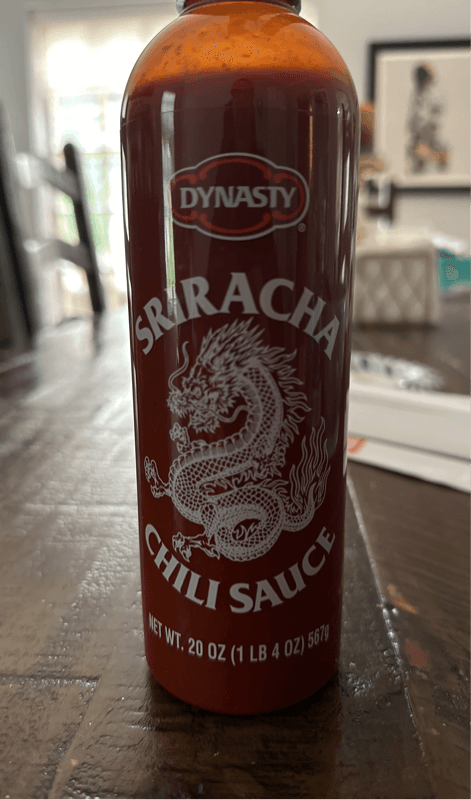 DYNASTY
®
SRIRACHA
CHILI SAUCE
NET WT. 20 OZ (1 LB 4 OZ) 567g